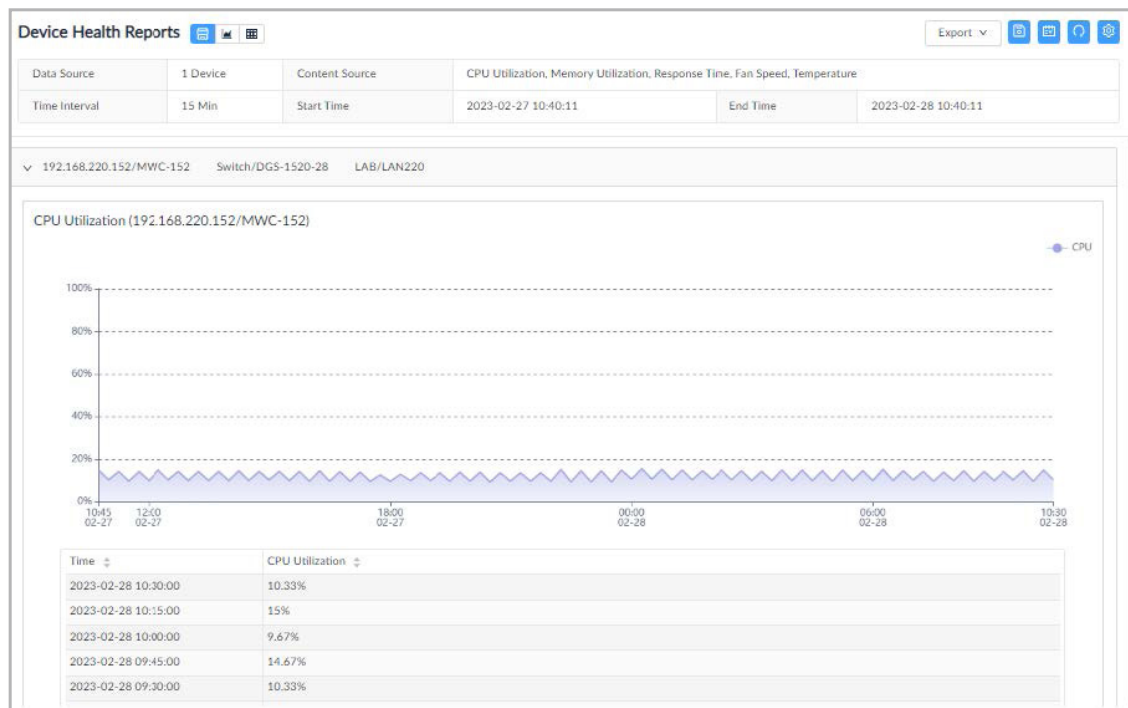 Device Health Reports
Export
Data Source 1 Device Content Source CPU Utilization, Memory Utilization, Response Time, Fan Speed, Temperature
Time Interval 15 Min Start Time 2023-02-27 10:40:11 End Time 2023-02-28 10:40:11
192.168.220.152/MWC-152 Switch/DGS-1520-28 LAB/LAN220
CPU Utilization (192.168.220.152/MWC-152)
CPU
100%
80%
60%
40%
20%
0%
10:45 12:00 18:00 00:00 06:00 10:30
02-27 02-27 02-27 02-28 02-28 02-28
Time CPU Utilization
2023-02-28 10:30:00 10.33%
2023-02-28 10:15:00 15%
2023-02-28 10:00:00 9.67%
2023-02-28 09:45:00 14.67%
2023-02-28 09:30:00 10.33%